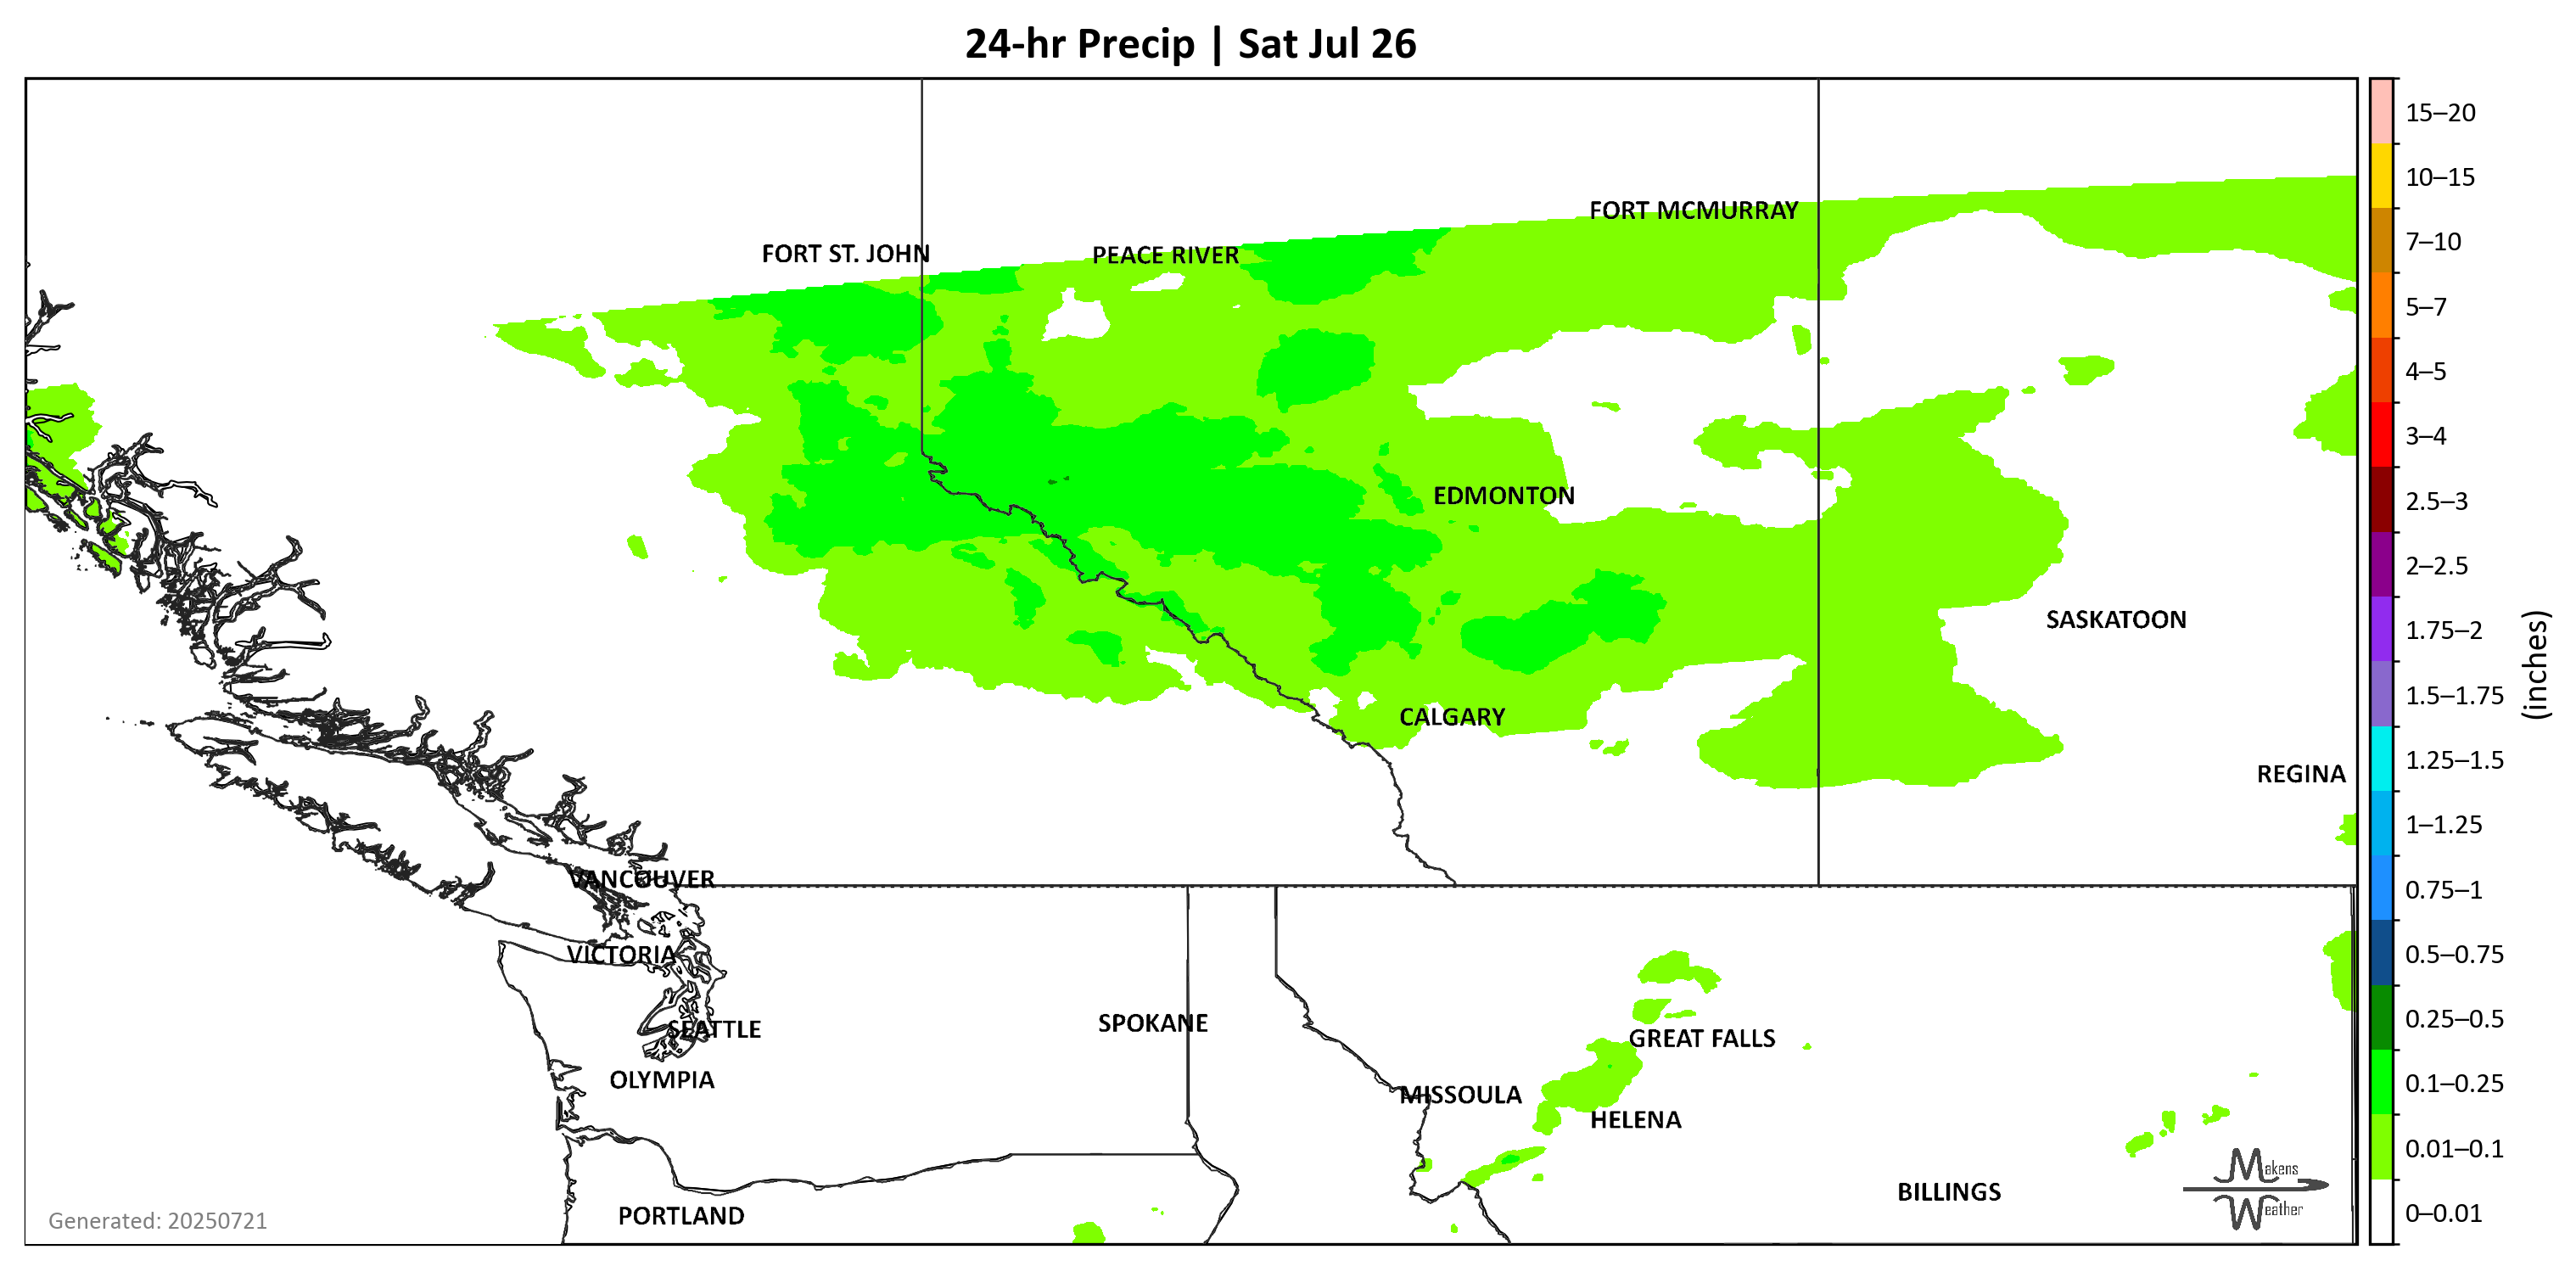 24-hr Precip | Sat Jul 26
15–20
10–15
FORT MCMURRAY
7–10
FORT ST. JOHN
PEACE RIVER
5–7
4–5
3–4
EDMONTON
2.5–3
2–2.5
SASKATOON
1.75–2
(inches)
1.5–1.75
CALGARY
1.25–1.5
REGINA
1–1.25
VANCOUVER
0.75–1
VICTORIA
0.5–0.75
SPOKANE
0.25–0.5
SEATTLE
GREAT FALLS
OLYMPIA
0.1–0.25
MISSOULA
HELENA
0.01–0.1
Makens
Weather
BILLINGS
PORTLAND
0–0.01
Generated: 20250721